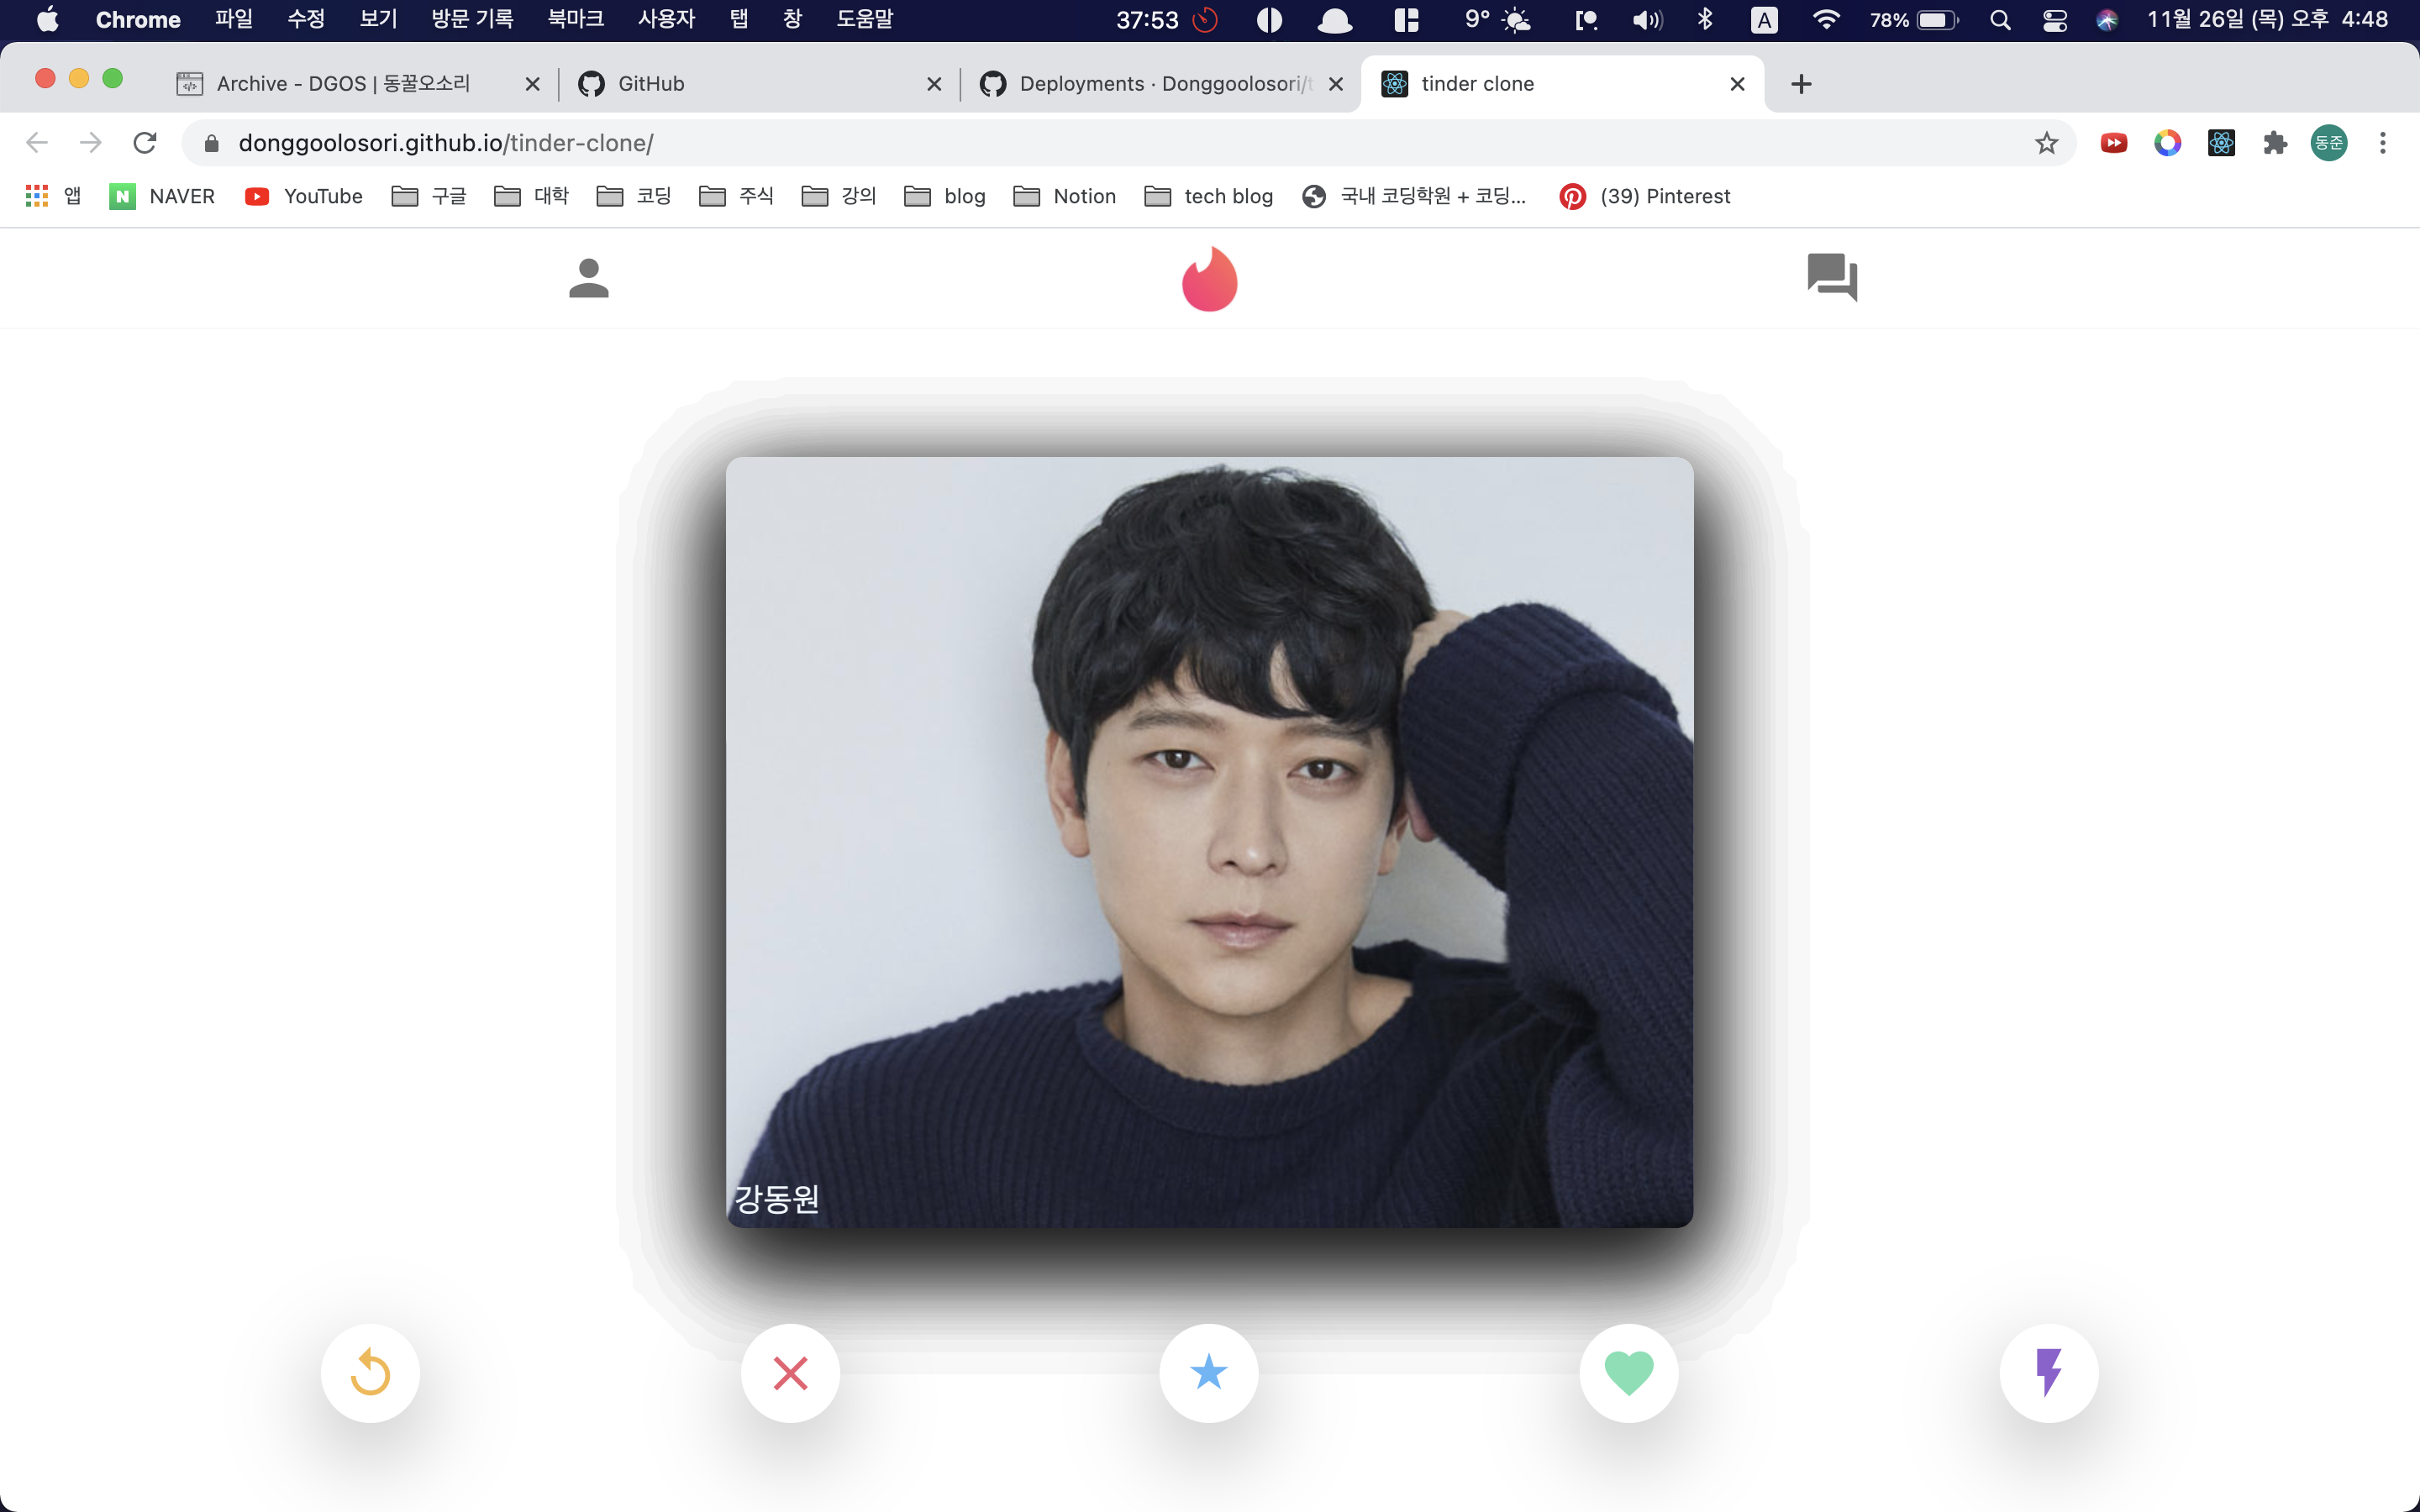 Chrome 파일 수정 보기 방문 기록 북마크 사용자 탭 창 도움말 37:53 9° A 78% 11월 26일 (목) 오후 4:48
Archive - DGOS | 동꿀오소리 GitHub Deployments · Donggoolosori/t tinder clone
donggoolosori.github.io/tinder-clone/ 동준
앱 N NAVER YouTube 구글 대학 코딩 주식 강의 blog Notion tech blog 국내 코딩학원 + 코딩... (39) Pinterest
강동원